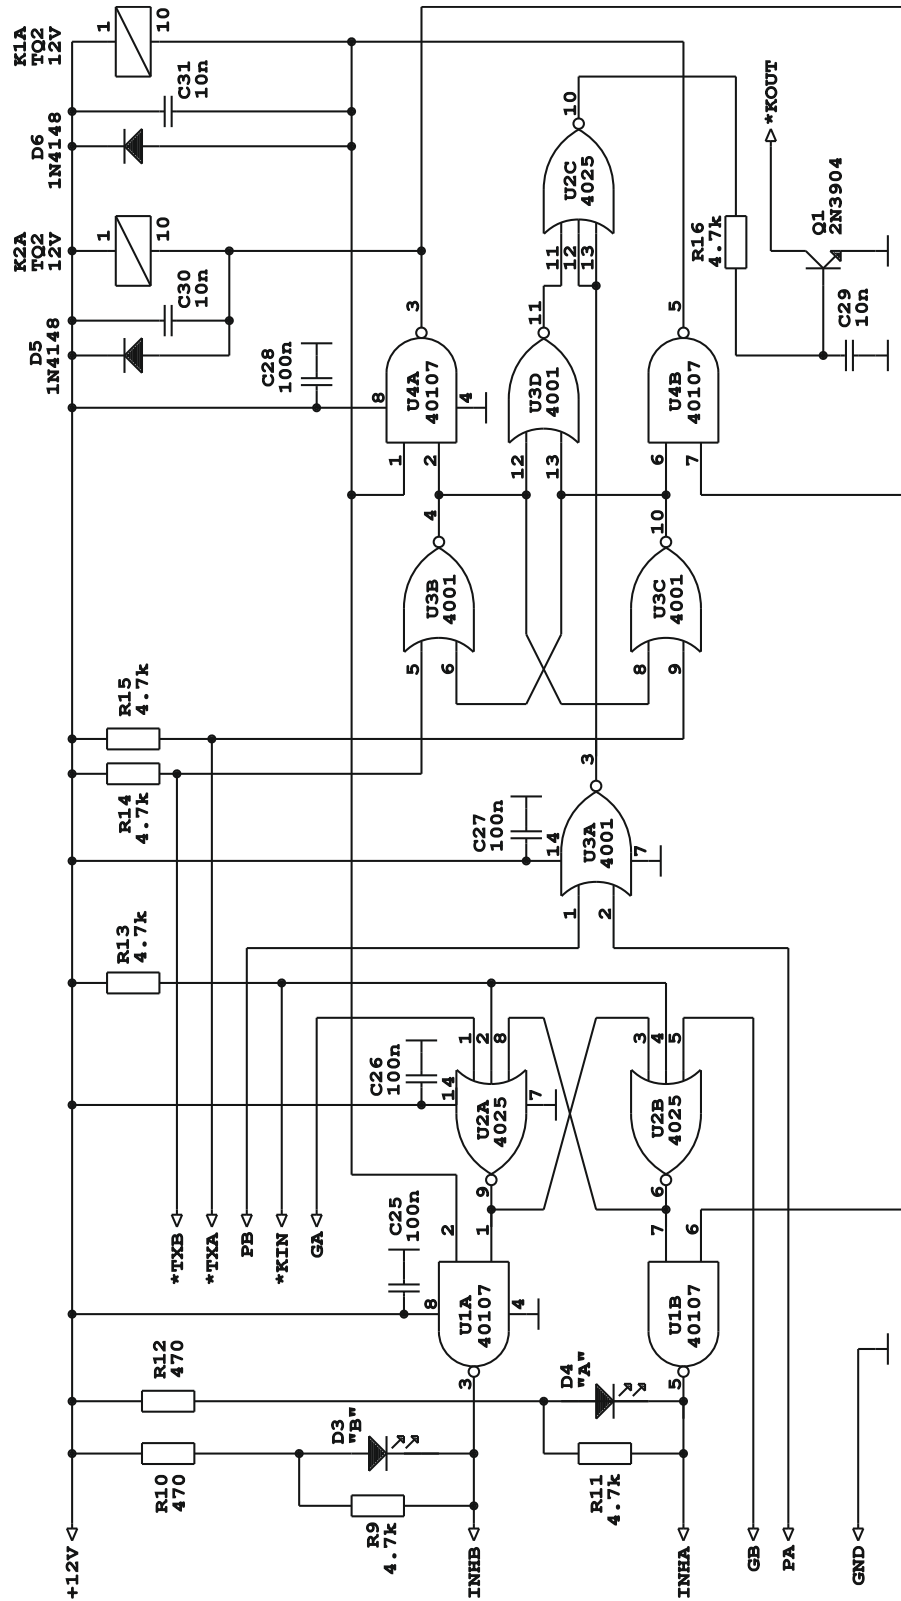 K1A
TQ2
12V
1
10
C31
10n
D6
1N4148
K2A
TQ2
12V
1
10
C30
10n
D5
1N4148
C28
100n
8
U4A
40107
4
3
1
2
11
U3D
4001
12
13
10
U2C
4025
11
12
13
5
U4B
40107
6
7
R16
4.7k
*KOUT
Q1
2N3904
C29
10n
4
U3B
4001
5
6
10
U3C
4001
8
9
R15
4.7k
R14
4.7k
C27
100n
14
U3A
4001
7
3
1
2
R13
4.7k
C26
100n
14
U2A
4025
7
1
2
8
9
U2B
4025
3
4
5
6
*TXB
*TXA
PB
*KIN
GA
C25
100n
8
U1A
40107
4
2
1
3
U1B
40107
7
6
5
R12
470
R10
470
D3
"B"
D4
"A"
R9
4.7k
R11
4.7k
+12V
INHB
INHA
GB
PA
GND